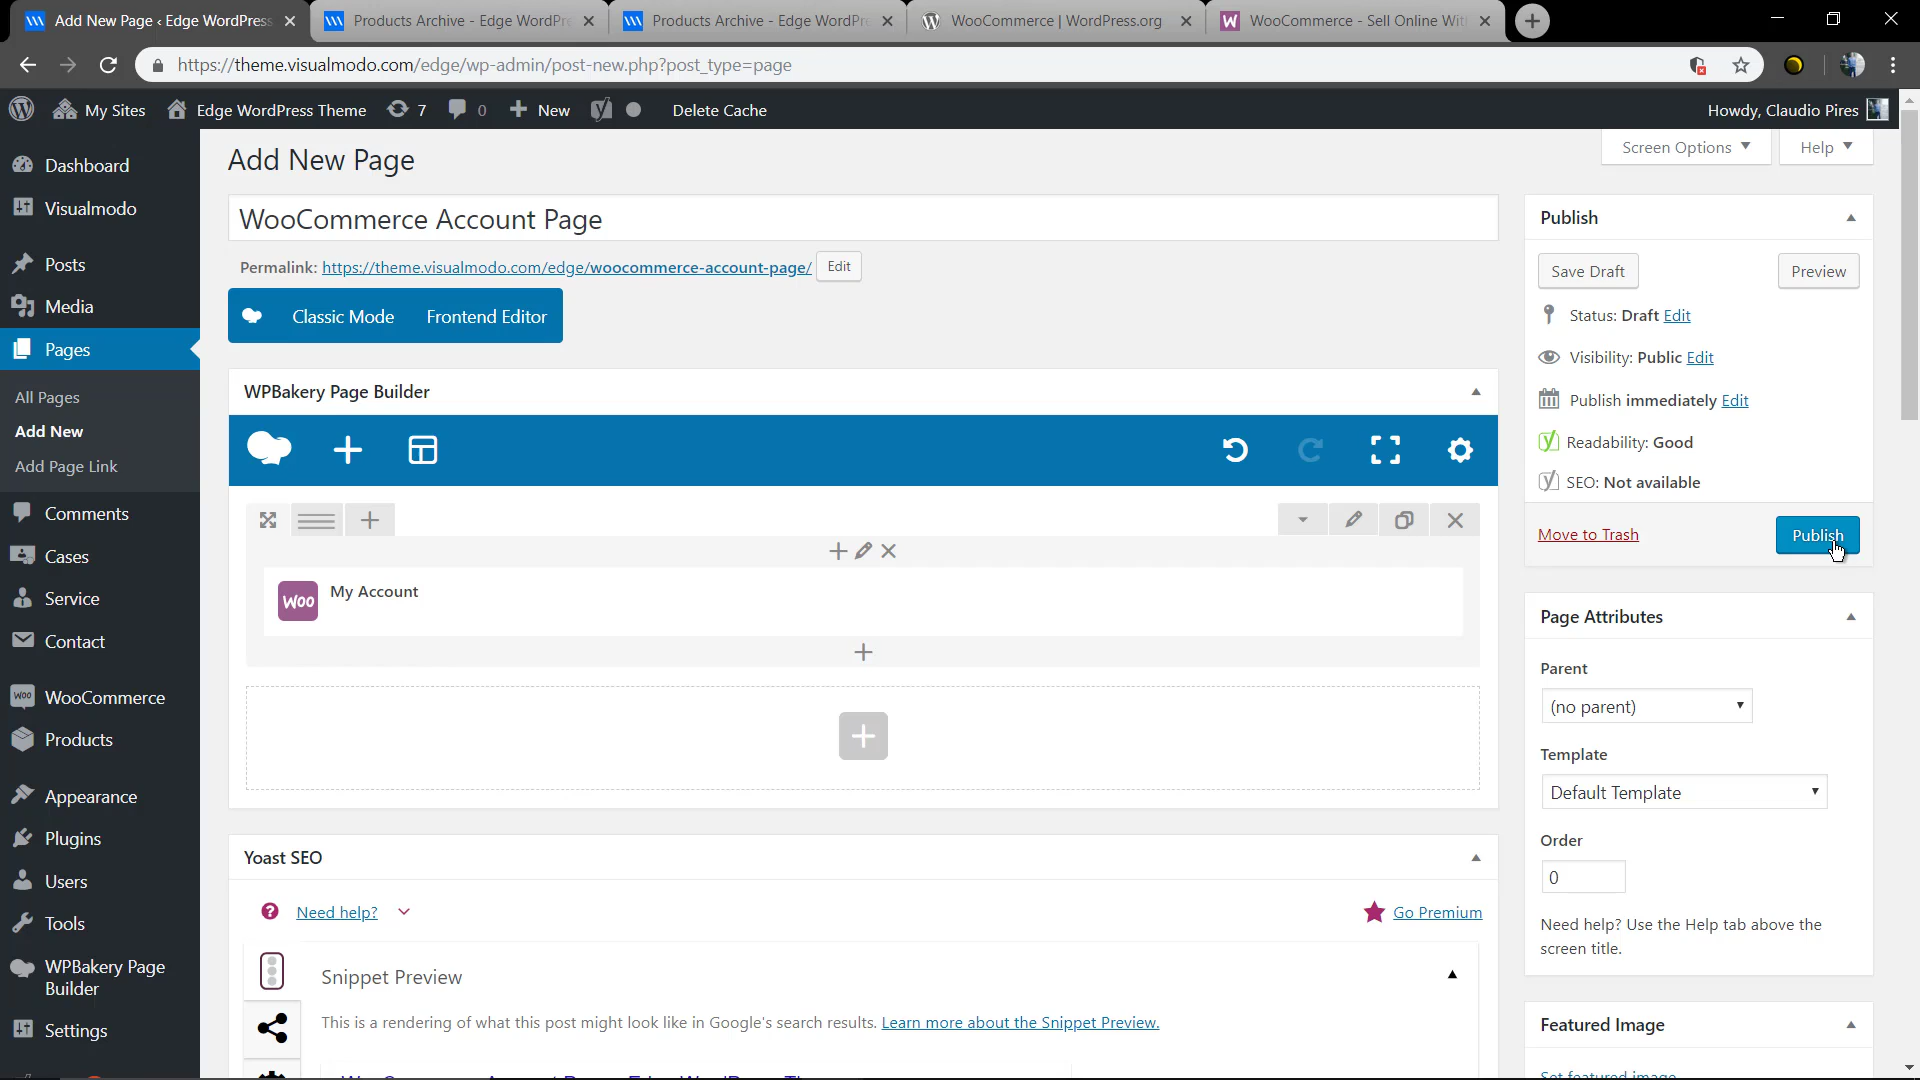 Add New Page ‹ Edge WordPress
Products Archive - Edge WordPr
Products Archive - Edge WordPr
WooCommerce | WordPress.org
WooCommerce - Sell Online Wit
https://theme.visualmodo.com/edge/wp-admin/post-new.php?post_type=page
My Sites
Edge WordPress Theme
7
0
New
Delete Cache
Howdy, Claudio Pires
Dashboard
Visualmodo
Posts
Media
Pages
All Pages
Add New
Add Page Link
Comments
Cases
Service
Contact
WooCommerce
Products
Appearance
Plugins
Users
Tools
WPBakery Page
Builder
Settings
Add New Page
Screen Options
Help
WooCommerce Account Page
Permalink: https://theme.visualmodo.com/edge/woocommerce-account-page/ Edit
Classic Mode
Frontend Editor
WPBakery Page Builder
Woo
My Account
Yoast SEO
Need help?
Go Premium
Snippet Preview
This is a rendering of what this post might look like in Google's search results. Learn more about the Snippet Preview.
Publish
Save Draft
Preview
Status: Draft Edit
Visibility: Public Edit
Publish immediately Edit
Readability: Good
SEO: Not available
Move to Trash
Publish
Page Attributes
Parent
(no parent)
Template
Default Template
Order
0
Need help? Use the Help tab above the
screen title.
Featured Image
Set featured image